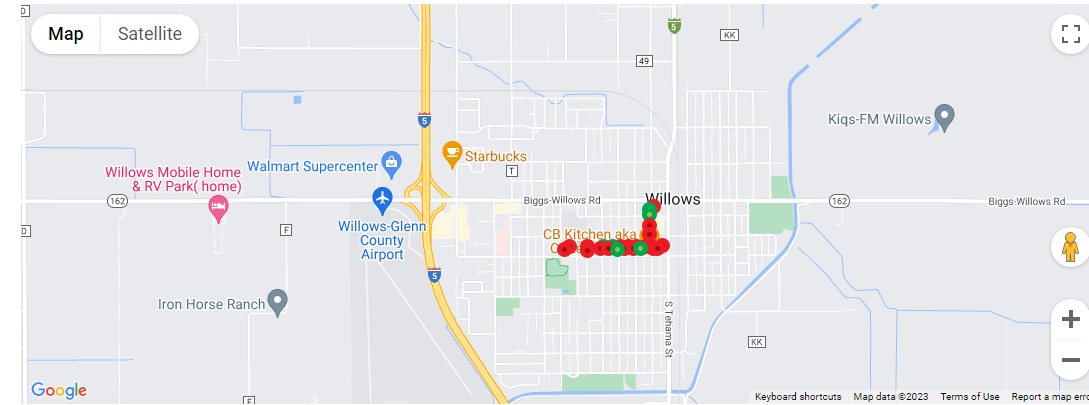 Map
Satellite
5
KK
49
5
Kiqs-FM Willows
Starbucks
Walmart Supercenter
T
Willows Mobile Home
& RV Park( home)
162
Biggs-Willows Rd
Willows
162
Biggs-Willows Rd
Willows-Glenn
County
Airport
F
CB Kitchen aka
5
Iron Horse Ranch
S Tehama St
KK
Google
F
Keyboard shortcuts
Map data ©2023
Terms of Use
Report a map erro